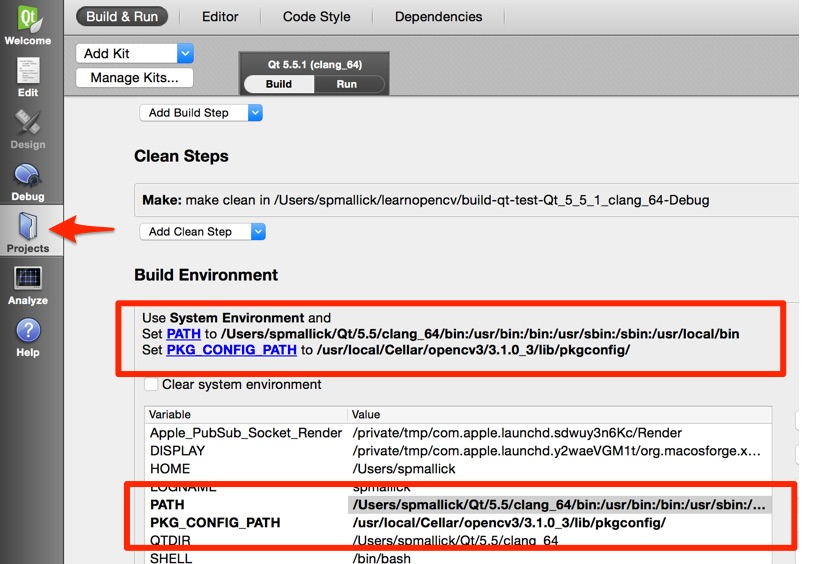 Build & Run
Editor
Code Style
Dependencies
Welcome
Add Kit
Manage Kits...
Qt 5.5.1 (clang_64)
Build
Run
Edit
Add Build Step
Design
Clean Steps
Debug
Make: make clean in /Users/spmallick/learnopencv/build-qt-test-Qt_5_5_1_clang_64-Debug
Projects
Add Clean Step
Build Environment
Analyze
Use System Environment and
Set PATH to /Users/spmallick/Qt/5.5/clang_64/bin:/usr/bin:/bin:/usr/sbin:/sbin:/usr/local/bin
Set PKG_CONFIG_PATH to /usr/local/Cellar/opencv3/3.1.0_3/lib/pkgconfig/
Help
Clear system environment
Variable Value
Apple_PubSub_Socket_Render /private/tmp/com.apple.launchd.sdwuy3n6Kc/Render
DISPLAY /private/tmp/com.apple.launchd.y2waeVGM1t/org.macosforge.x...
HOME /Users/spmallick
LOGNAME spmallick
PATH /Users/spmallick/Qt/5.5/clang_64/bin:/usr/bin:/bin:/usr/sbin:/...
PKG_CONFIG_PATH /usr/local/Cellar/opencv3/3.1.0_3/lib/pkgconfig/
QTDIR /Users/spmallick/Qt/5.5/clang_64
SHELL /bin/bash